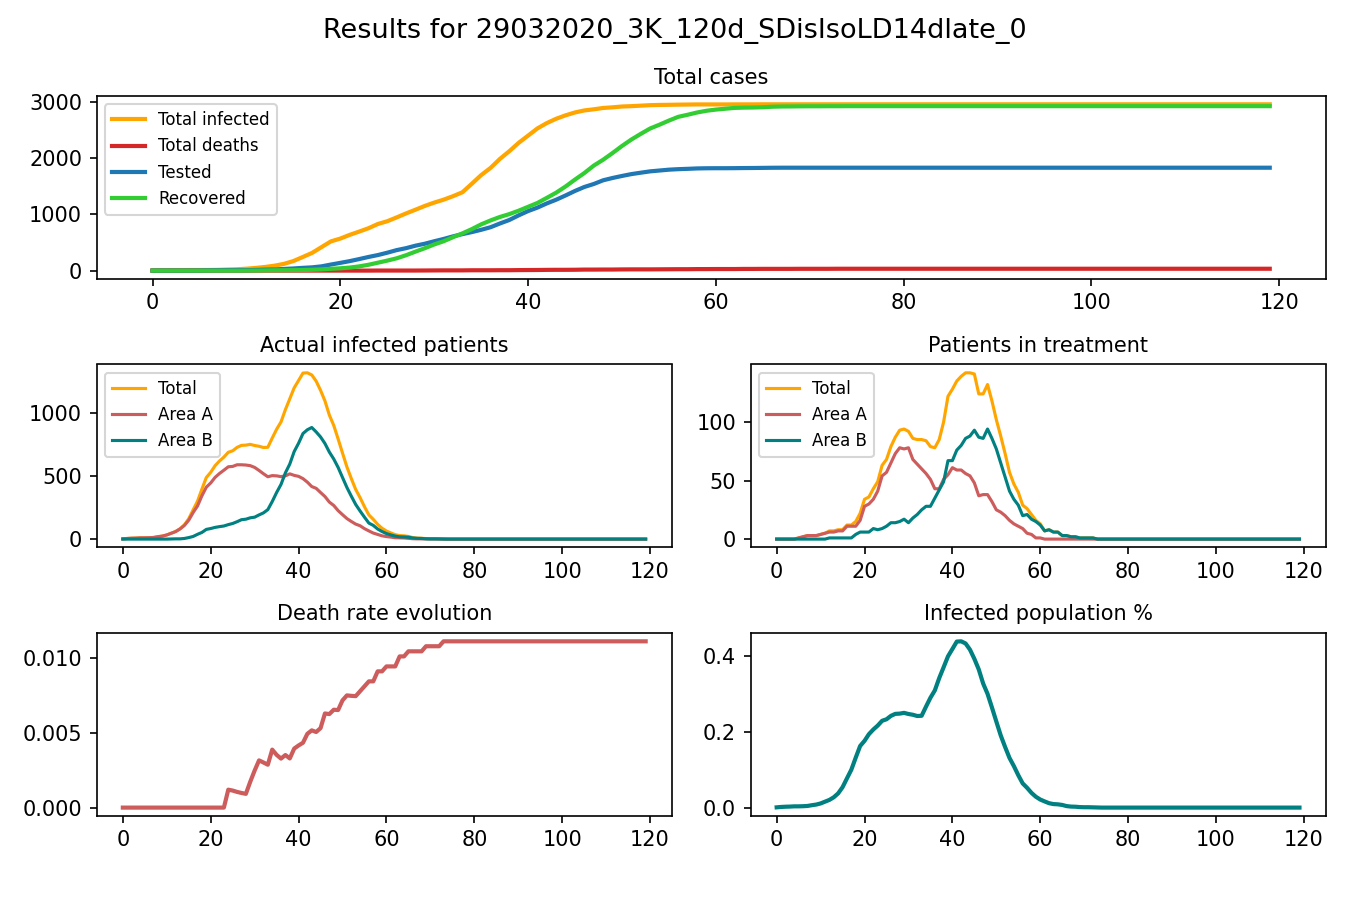 Results for 29032020_3K_120d_SDisIsoLD14dlate_0
Total cases
3000
2000
1000
0
Total infected
Total deaths
Tested
Recovered
0 20 40 60 80 100 120
Actual infected patients
1000
500
0
Total
Area A
Area B
0 20 40 60 80 100 120
Patients in treatment
100
50
0
Total
Area A
Area B
0 20 40 60 80 100 120
Death rate evolution
0.010
0.005
0.000
0 20 40 60 80 100 120
Infected population %
0.4
0.2
0.0
0 20 40 60 80 100 120